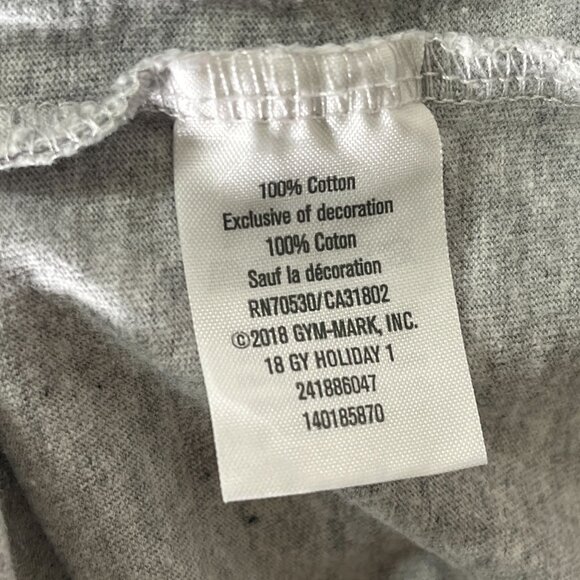 100% Cotton
Exclusive of decoration
100% Coton
Sauf la décoration
RN70530/CA31802
©2018 GYM-MARK, INC.
18 GY HOLIDAY 1
241886047
140185870